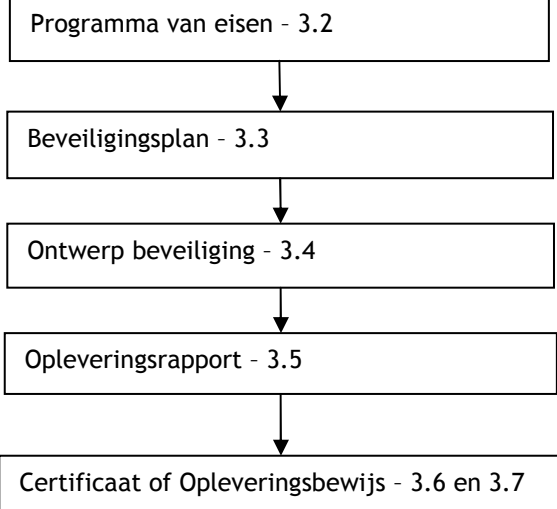 Programma van eisen – 3.2
Beveiligingsplan – 3.3
Ontwerp beveiliging – 3.4
Opleveringsrapport – 3.5
Certificaat of Opleveringsbewijs – 3.6 en 3.7